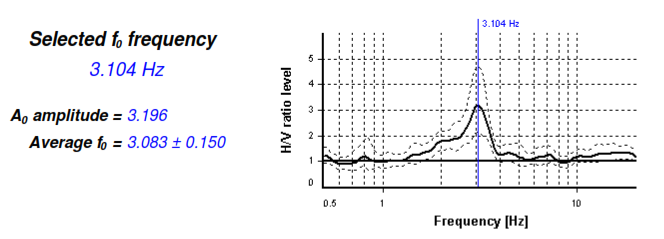 Selected f₀ frequency
3.104 Hz
A₀ amplitude = 3.196
Average f₀ = 3.083 ± 0.150
3.104 Hz
H/V ratio level
5
4
3
2
1
0
0.5 1 10
Frequency [Hz]